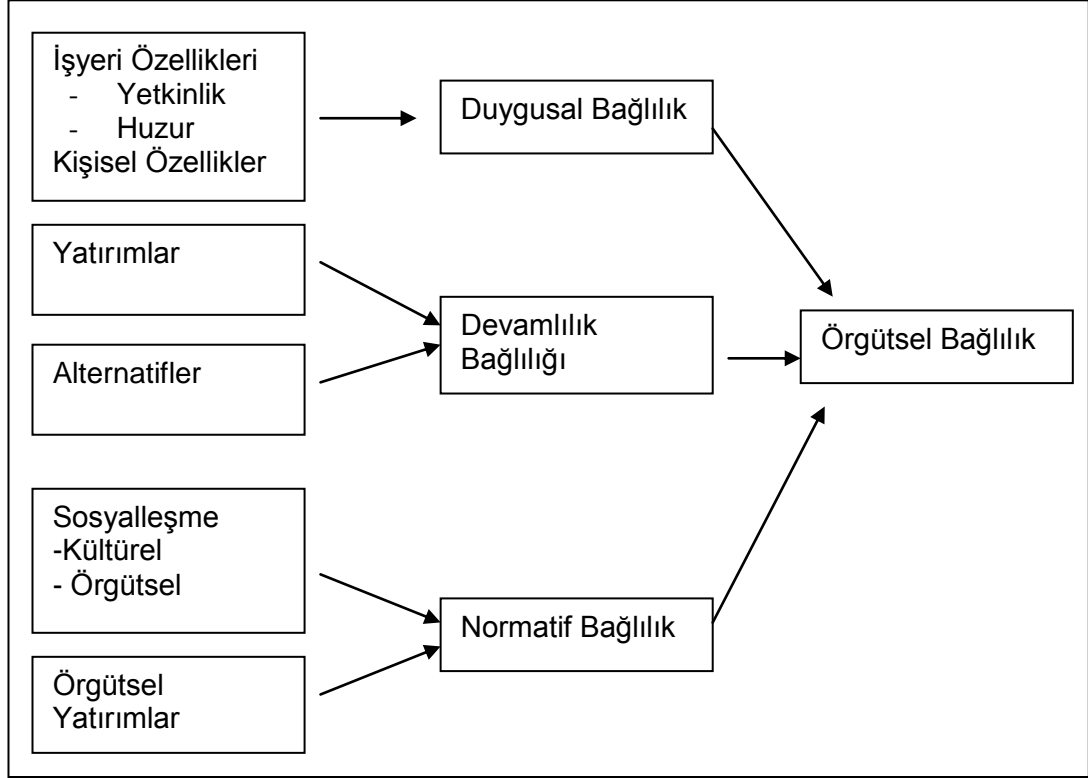 İşyeri Özellikleri
- Yetkinlik
- Huzur
Kişisel Özellikler
Duygusal Bağlılık
Yatırımlar
Alternatifler
Devamlılık
Bağlılığı
Örgütsel Bağlılık
Sosyalleşme
-Kültürel
- Örgütsel
Normatif Bağlılık
Örgütsel
Yatırımlar